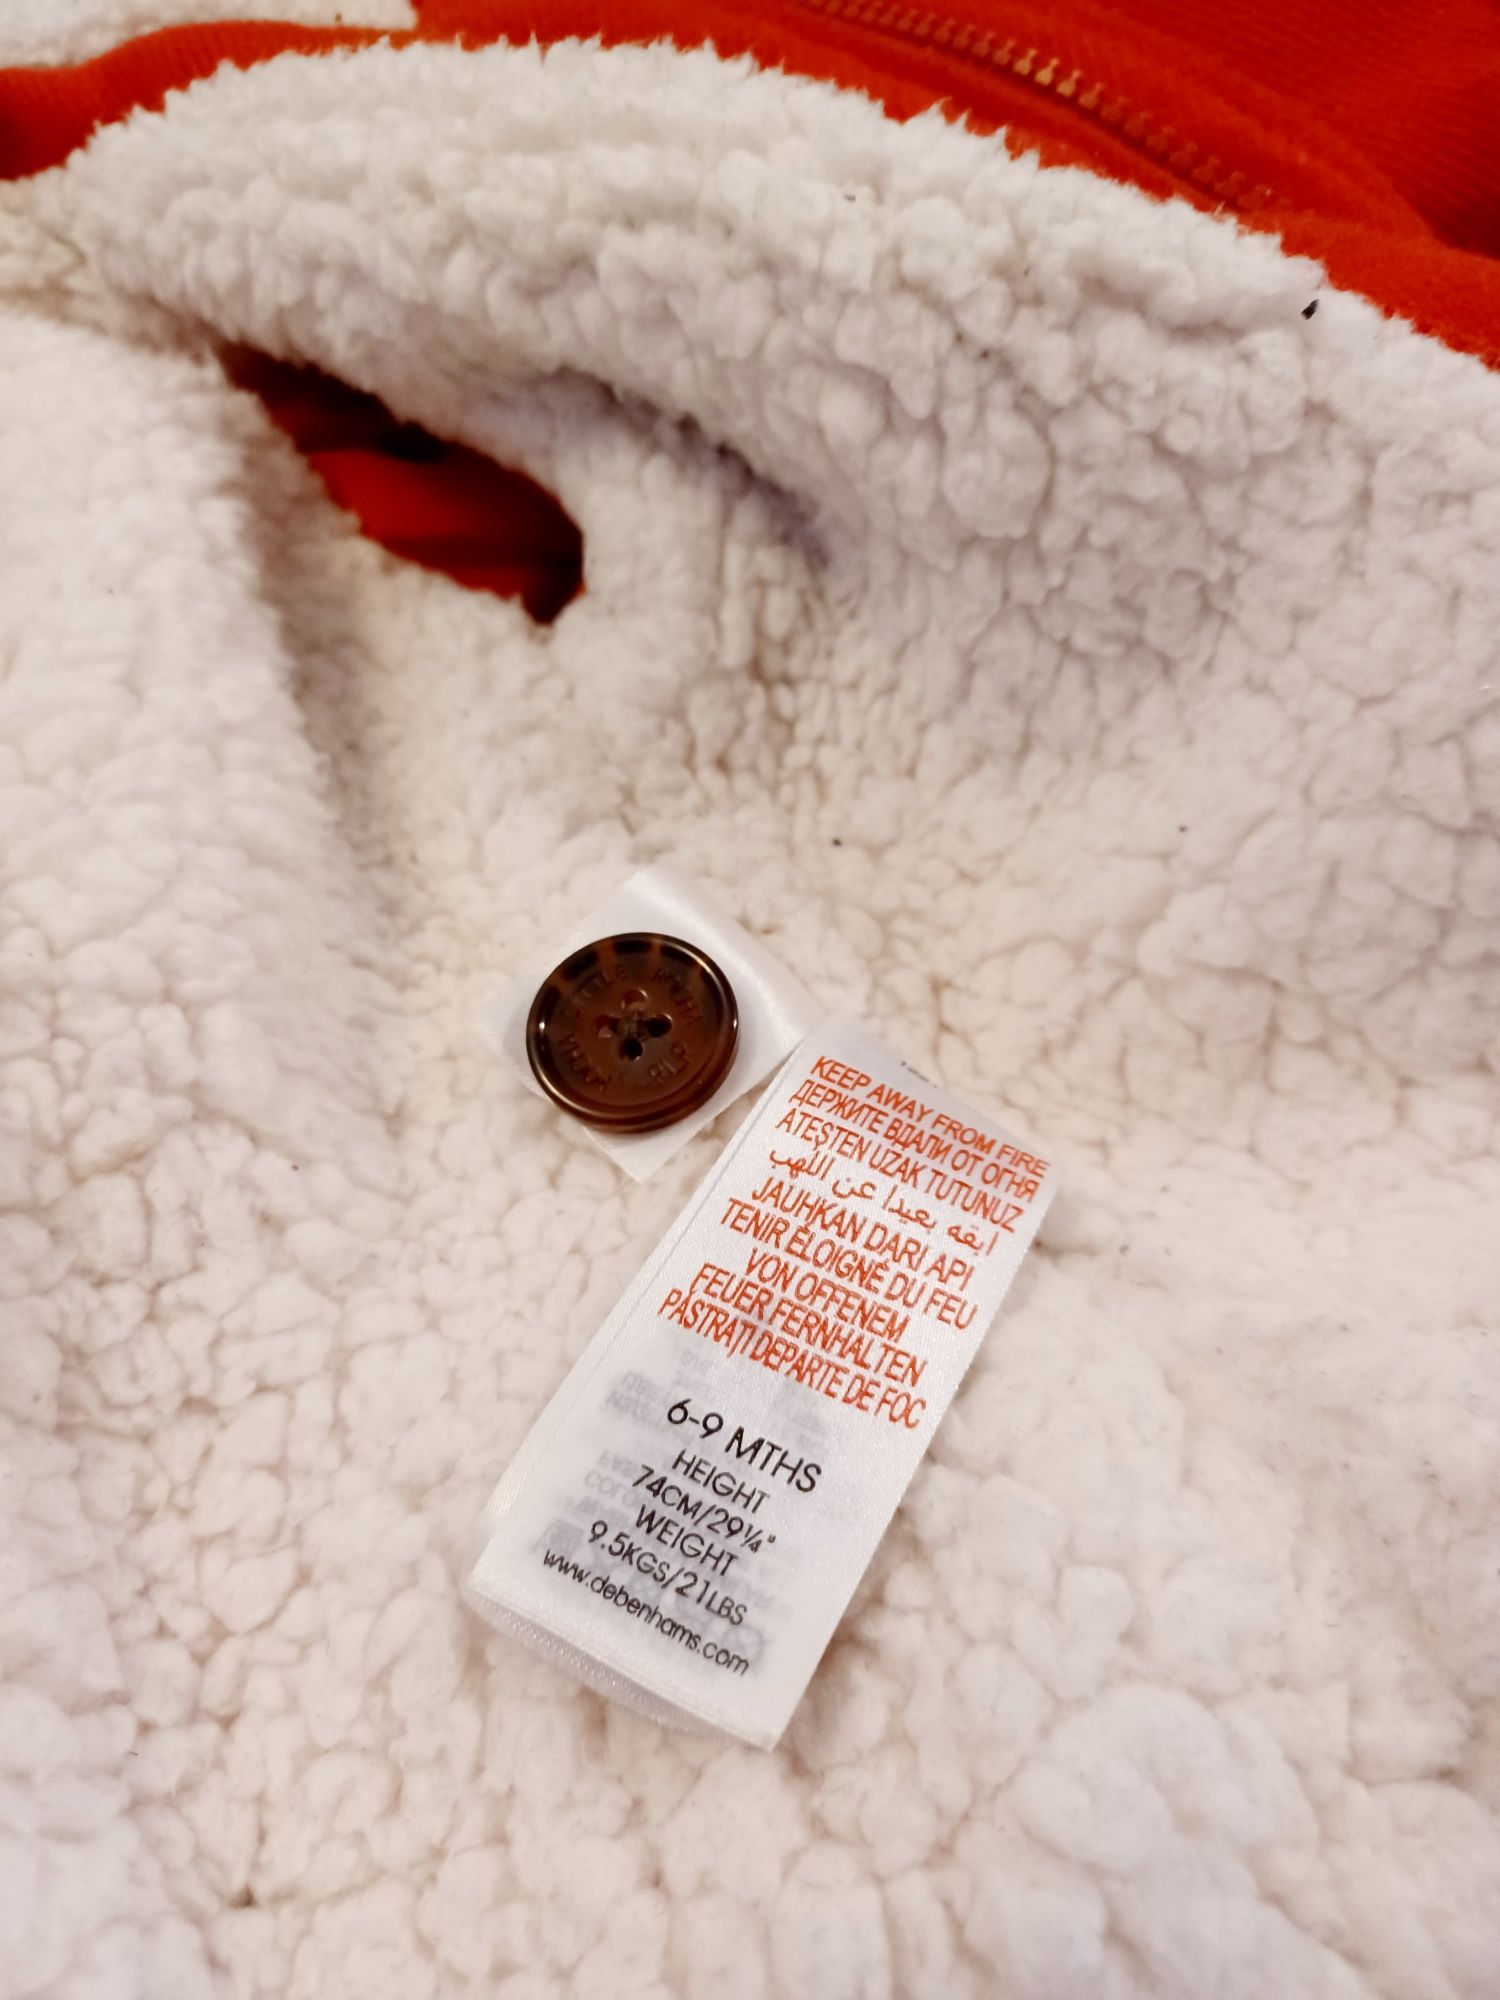 KEEP AWAY FROM FIRE
ДЕРЖИТЕ ВДАЛИ ОТ ОГНЯ
ATEŞTEN UZAK TUTUNUZ
ابقه بعيدا عن اللهب
JAUHKAN DARI API
TENIR ÉLOIGNÉ DU FEU
VON OFFENEM
FEUER FERNHALTEN
PĂSTRAȚI DEPARTE DE FOC
6-9 MTHS
HEIGHT
74CM/29¼"
WEIGHT
9.5KGS/21LBS
www.debenhams.com